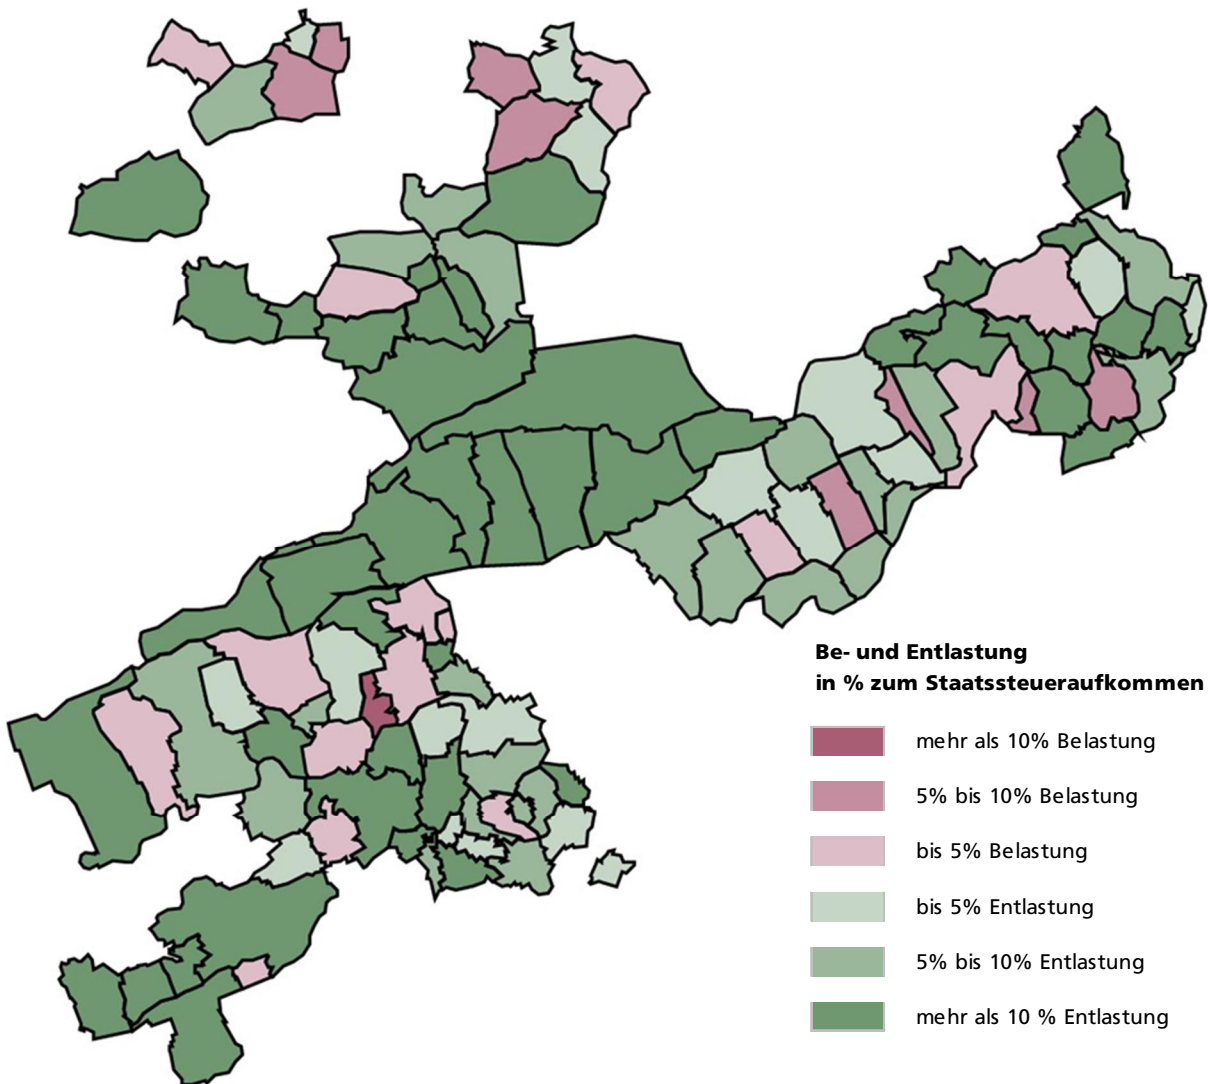 Be- und Entlastung
in % zum Staatssteueraufkommen
mehr als 10% Belastung
5% bis 10% Belastung
bis 5% Belastung
bis 5% Entlastung
5% bis 10% Entlastung
mehr als 10 % Entlastung